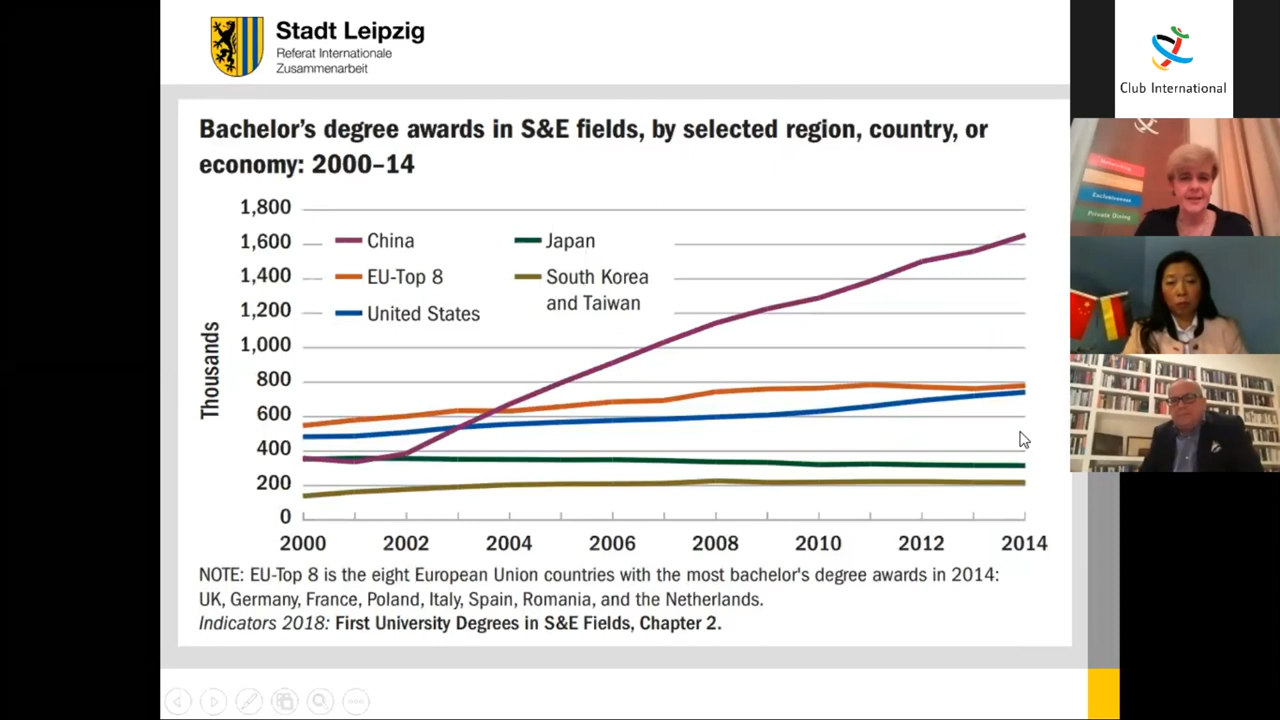 Stadt Leipzig
Referat Internationale
Zusammenarbeit
Bachelor's degree awards in S&E fields, by selected region, country, or
economy: 2000–14
1,800
1,600
1,400
1,200
1,000
800
600
400
200
0
Thousands
China
EU-Top 8
United States
Japan
South Korea
and Taiwan
2000 2002 2004 2006 2008 2010 2012 2014
NOTE: EU-Top 8 is the eight European Union countries with the most bachelor's degree awards in 2014:
UK, Germany, France, Poland, Italy, Spain, Romania, and the Netherlands.
Indicators 2018: First University Degrees in S&E Fields, Chapter 2.
Club International
Exclusiveness
Private Dining